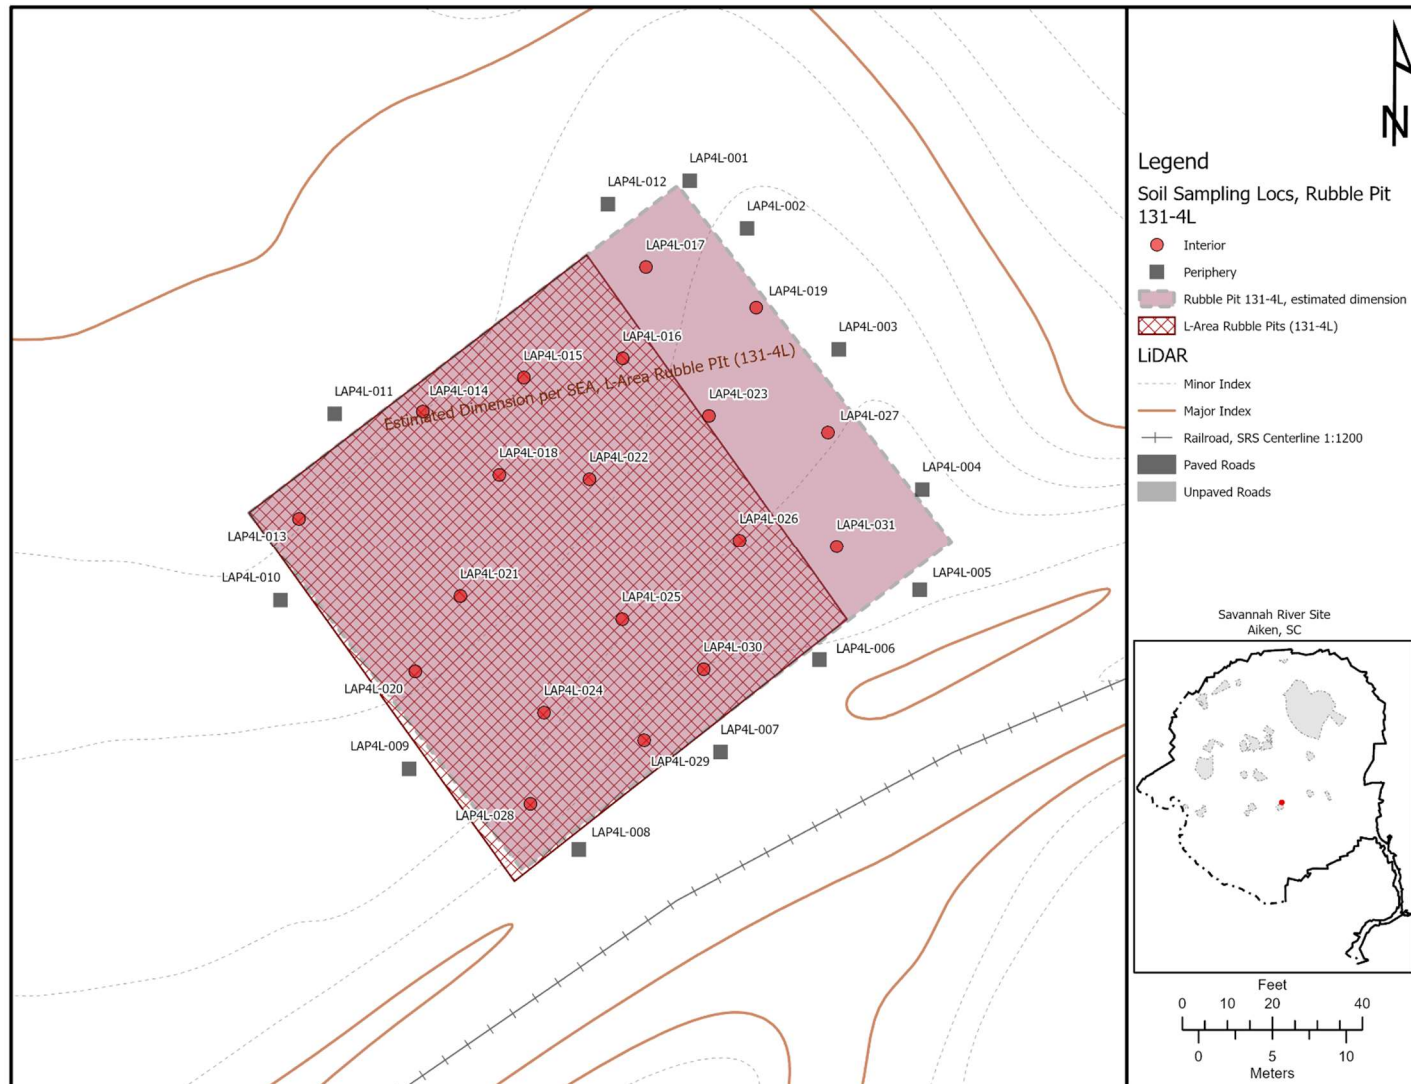 LAP4L-001
LAP4L-012
LAP4L-002
LAP4L-017
LAP4L-019
LAP4L-003
LAP4L-016
LAP4L-015
Estimated Dimension per SEA, L-Area Rubble PIt (131-4L)
LAP4L-014
LAP4L-011
LAP4L-023
LAP4L-027
LAP4L-018
LAP4L-022
LAP4L-004
LAP4L-026
LAP4L-031
LAP4L-013
LAP4L-010
LAP4L-021
LAP4L-005
LAP4L-025
LAP4L-006
LAP4L-030
LAP4L-020
LAP4L-024
LAP4L-007
LAP4L-009
LAP4L-029
LAP4L-028
LAP4L-008
N
Legend
Soil Sampling Locs, Rubble Pit
131-4L
Interior
Periphery
Rubble Pit 131-4L, estimated dimension
L-Area Rubble Pits (131-4L)
LiDAR
Minor Index
Major Index
Railroad, SRS Centerline 1:1200
Paved Roads
Unpaved Roads
Savannah River Site
Aiken, SC
Feet
0 10 20 40
0 5 10
Meters